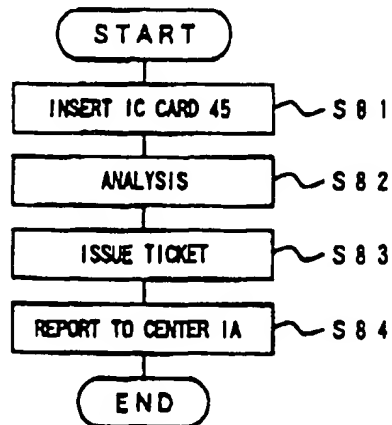 START
INSERT IC CARD 45 S81
ANALYSIS S82
ISSUE TICKET S83
REPORT TO CENTER 1A S84
END